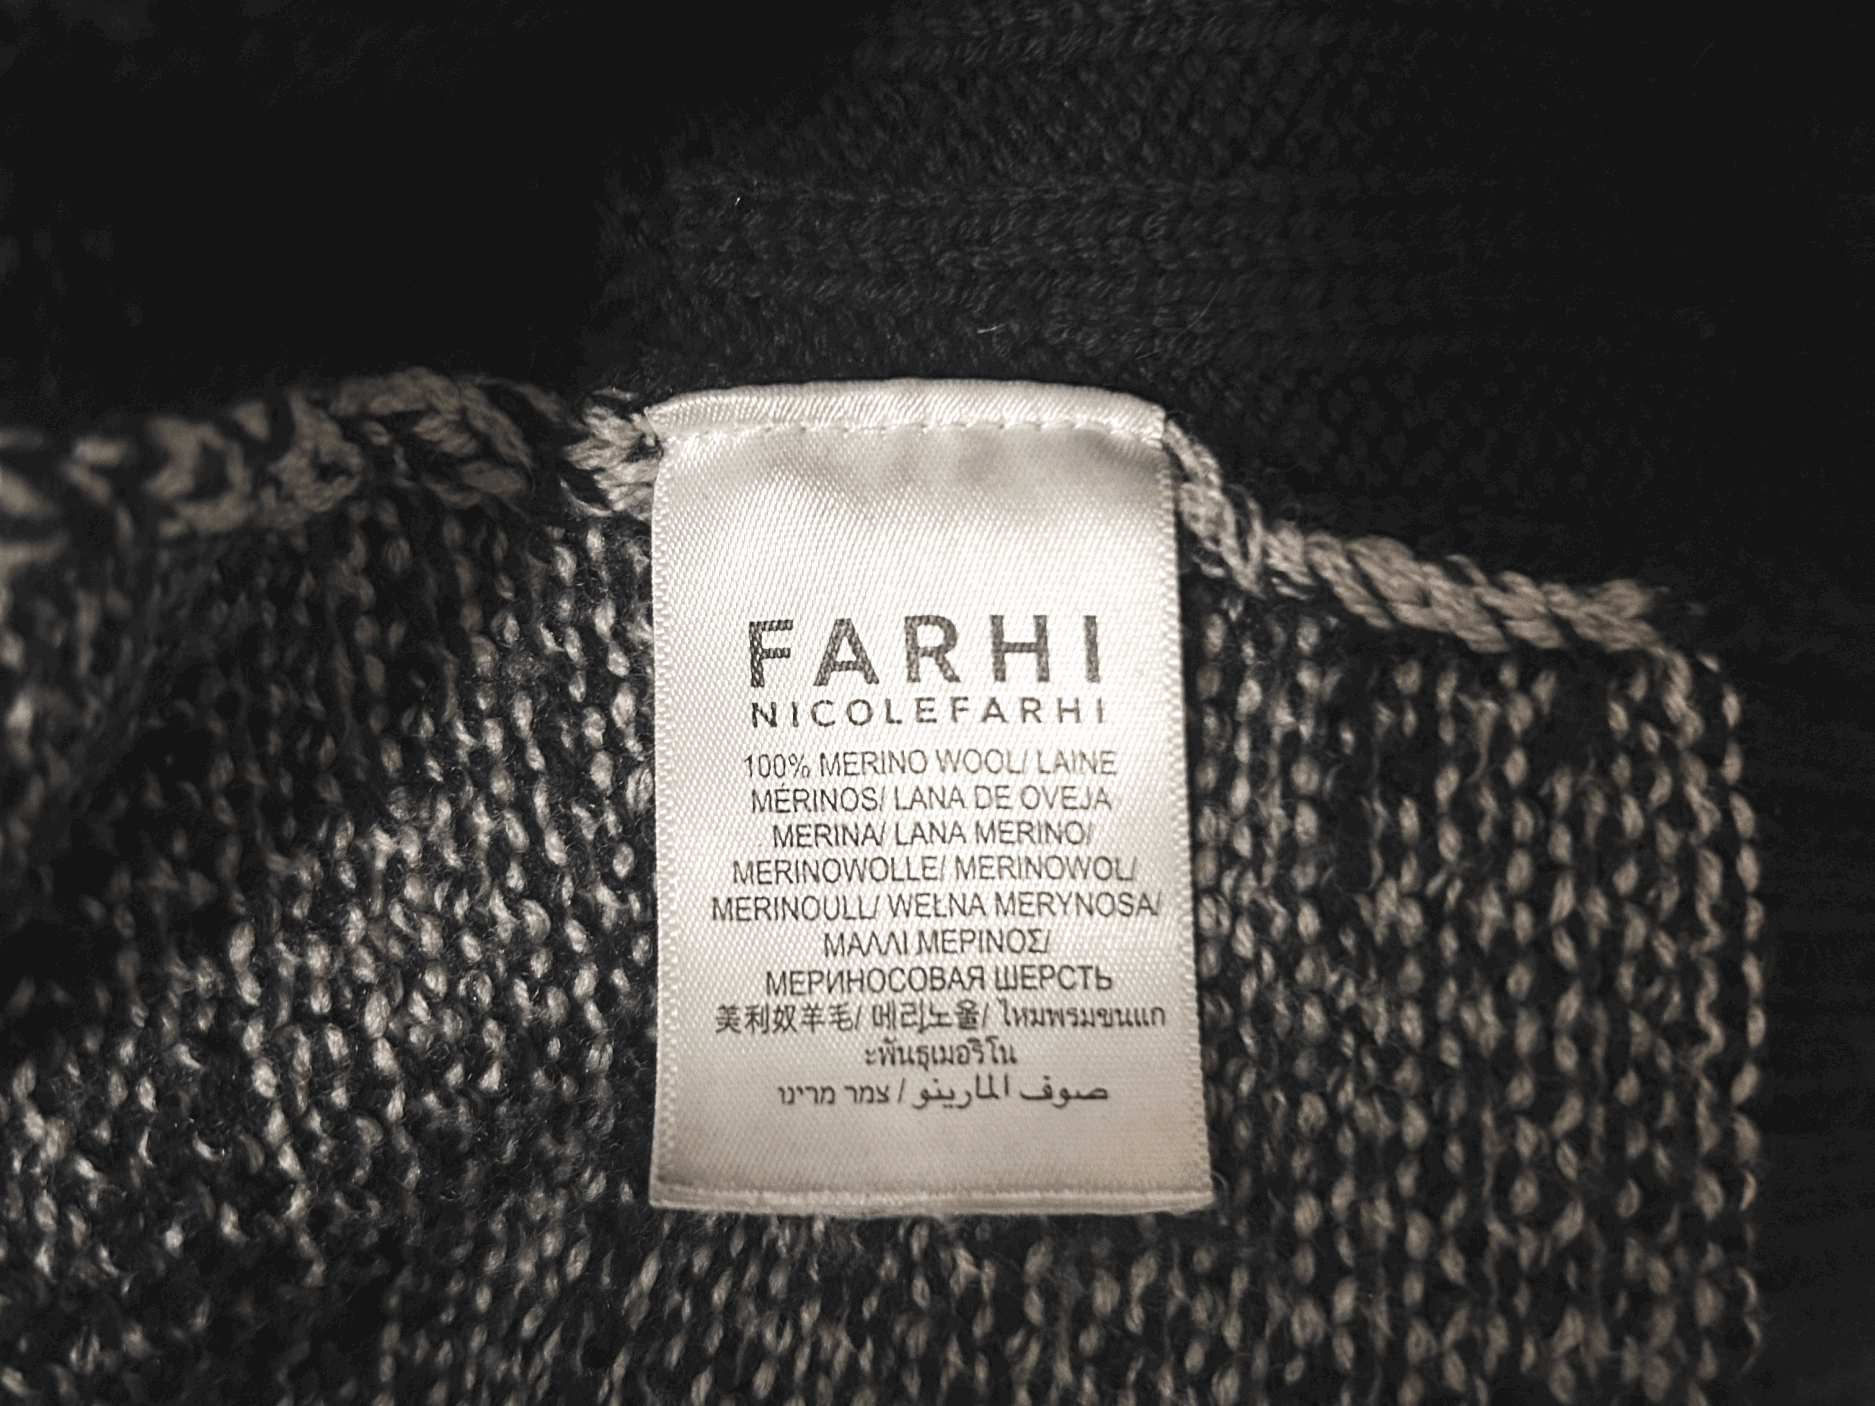 FARHI
NICOLEFARHI
100% MERINO WOOL/ LAINE
MÉRINOS/ LANA DE OVEJA
MERINA/ LANA MERINO/
MERINOWOLLE/ MERINOWOL/
MERINOULL/ WEŁNA MERYNOSA/
ΜΑΛΛΙ ΜΕΡΙΝΟΣ/
МЕРИНОСОВАЯ ШЕРСТЬ
美利奴羊毛/ 메리노울/ ไหมพรมขนแก
ะพันธุเมอริโน
صوف المارينو / צמר מרינו